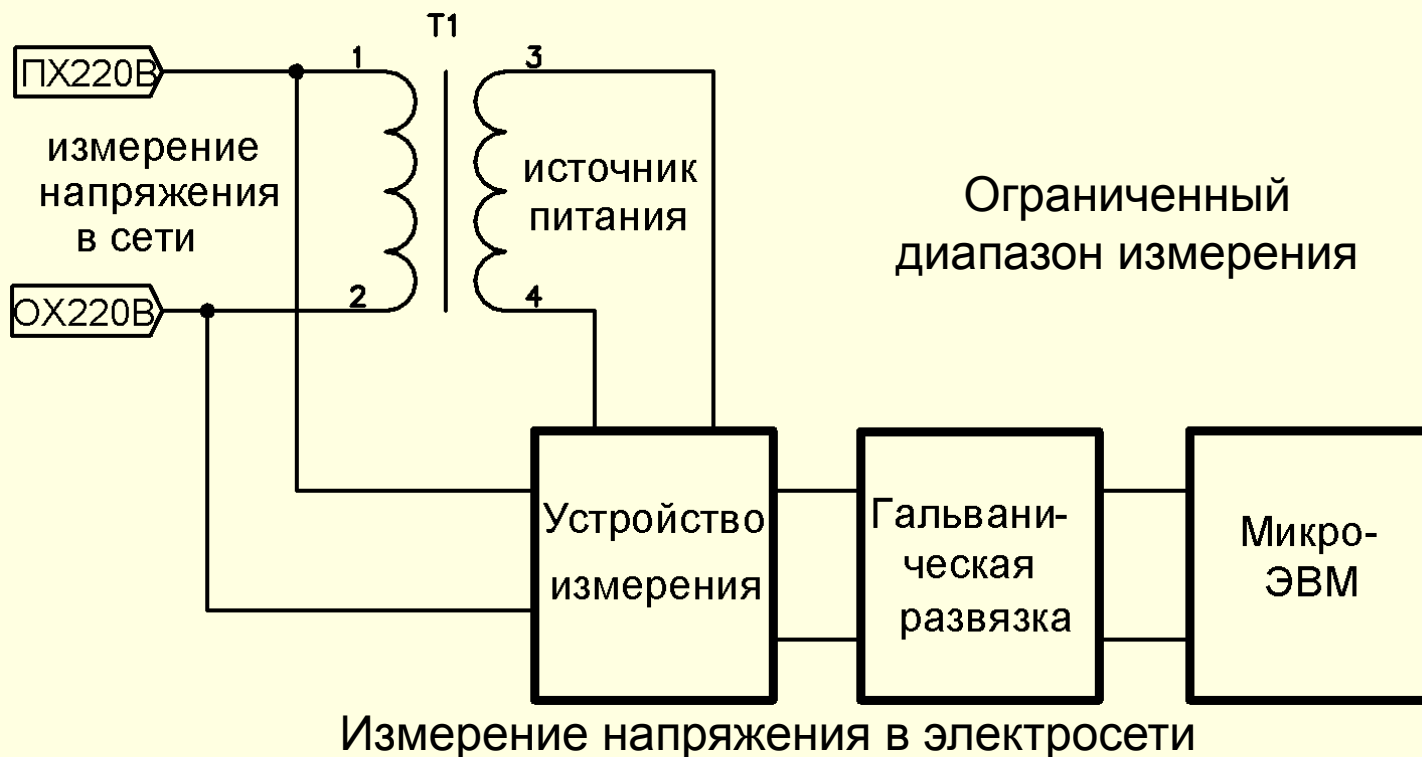 T1
ПХ220В
1
3
измерение
напряжения
в сети
источник
питания
Ограниченный
диапазон измерения
ОХ220В
2
4
Устройство
измерения
Гальвани-
ческая
развязка
Микро-
ЭВМ
Измерение напряжения в электросети